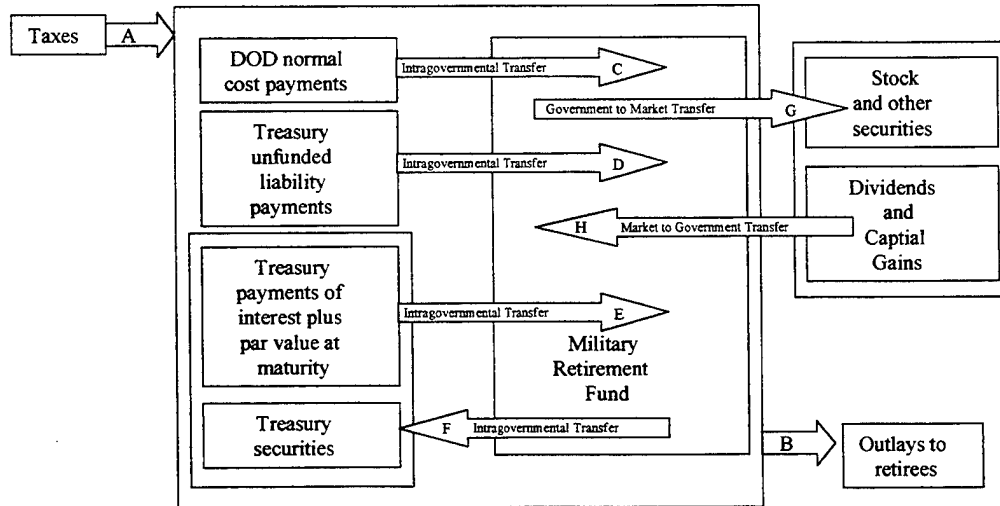 Taxes
A
DOD normal
cost payments
Intragovernmental Transfer
C
Government to Market Transfer
G
Stock
and other
securities
Treasury
unfunded
liability
payments
Intragovernmental Transfer
D
H
Market to Government Transfer
Dividends
and
Captial
Gains
Treasury
payments of
interest plus
par value at
maturity
Intragovernmental Transfer
E
Military
Retirement
Fund
Treasury
securities
F
Intragovernmental Transfer
B
Outlays to
retirees